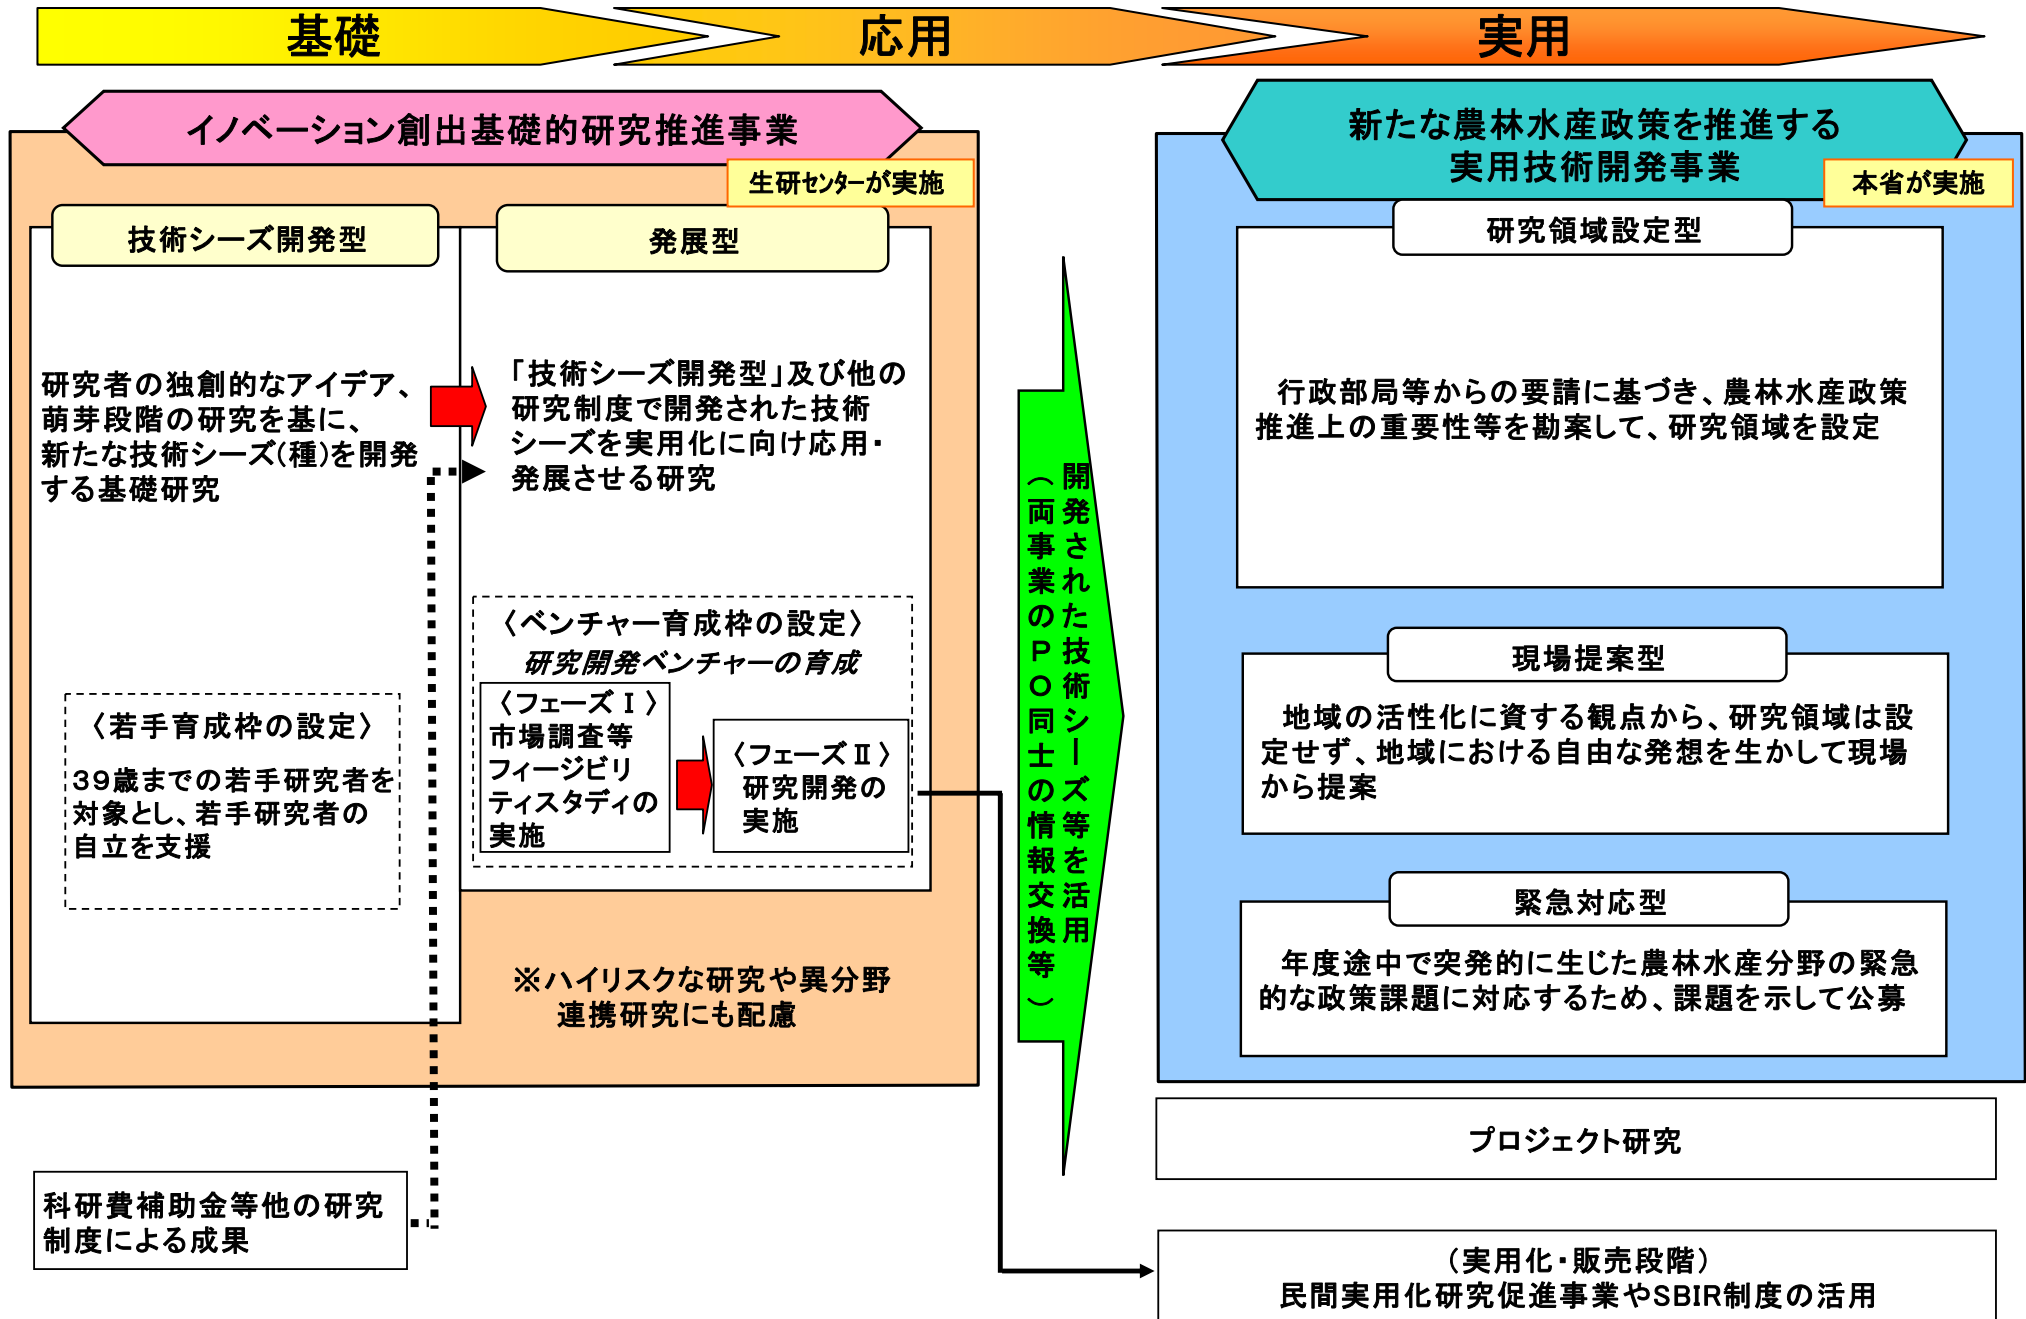 基礎
応用
実用
イノベーション創出基礎的研究推進事業
生研センターが実施
技術シーズ開発型
発展型
研究者の独創的なアイデア、
萌芽段階の研究を基に、
新たな技術シーズ(種)を開発
する基礎研究
「技術シーズ開発型」及び他の
研究制度で開発された技術
シーズを実用化に向け応用・
発展させる研究
〈若手育成枠の設定〉
39歳までの若手研究者を
対象とし、若手研究者の
自立を支援
〈ベンチャー育成枠の設定〉
研究開発ベンチャーの育成
〈フェーズⅠ〉
市場調査等
フィージビリ
ティスタディの
実施
〈フェーズⅡ〉
研究開発の
実施
※ハイリスクな研究や異分野
連携研究にも配慮
科研費補助金等他の研究
制度による成果
開発された技術シーズ等を活用
(両事業のPO同士の情報交換等)
新たな農林水産政策を推進する
実用技術開発事業
本省が実施
研究領域設定型
行政部局等からの要請に基づき、農林水産政策
推進上の重要性等を勘案して、研究領域を設定
現場提案型
地域の活性化に資する観点から、研究領域は設
定せず、地域における自由な発想を生かして現場
から提案
緊急対応型
年度途中で突発的に生じた農林水産分野の緊急
的な政策課題に対応するため、課題を示して公募
プロジェクト研究
(実用化・販売段階)
民間実用化研究促進事業やSBIR制度の活用